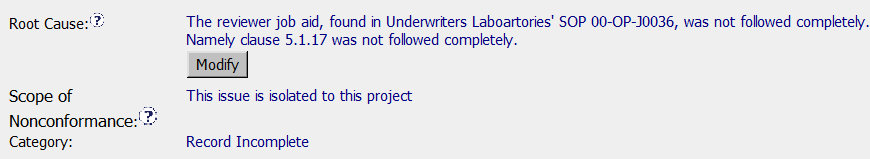 Root Cause:? The reviewer job aid, found in Underwriters Laboartories' SOP 00-OP-J0036, was not followed completely.
Namely clause 5.1.17 was not followed completely.
Modify
Scope of This issue is isolated to this project
Nonconformance:?
Category: Record Incomplete